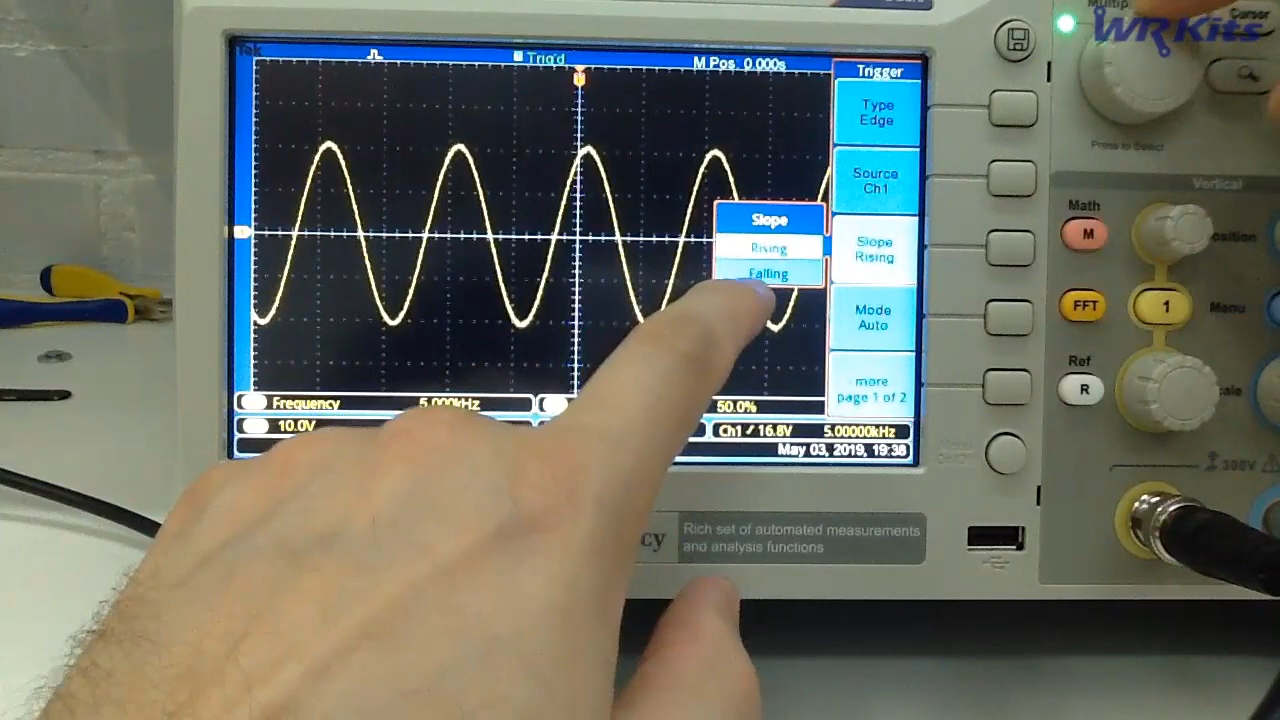 Tek
Trig'd
M Pos: 0.000s
Trigger
Type
Edge
Source
Ch1
Slope
Rising
Mode
Auto
more
page 1 of 2
Slope
Rising
Falling
Frequency
5.000kHz
50.0%
10.0V
Ch1
16.8V
5.00000kHz
May 03, 2019, 19:38
Rich set of automated measurements
and analysis functions
WR Kits
Cursor
Press to Select
Vertical
Math
M
FFT
1
Menu
Ref
R